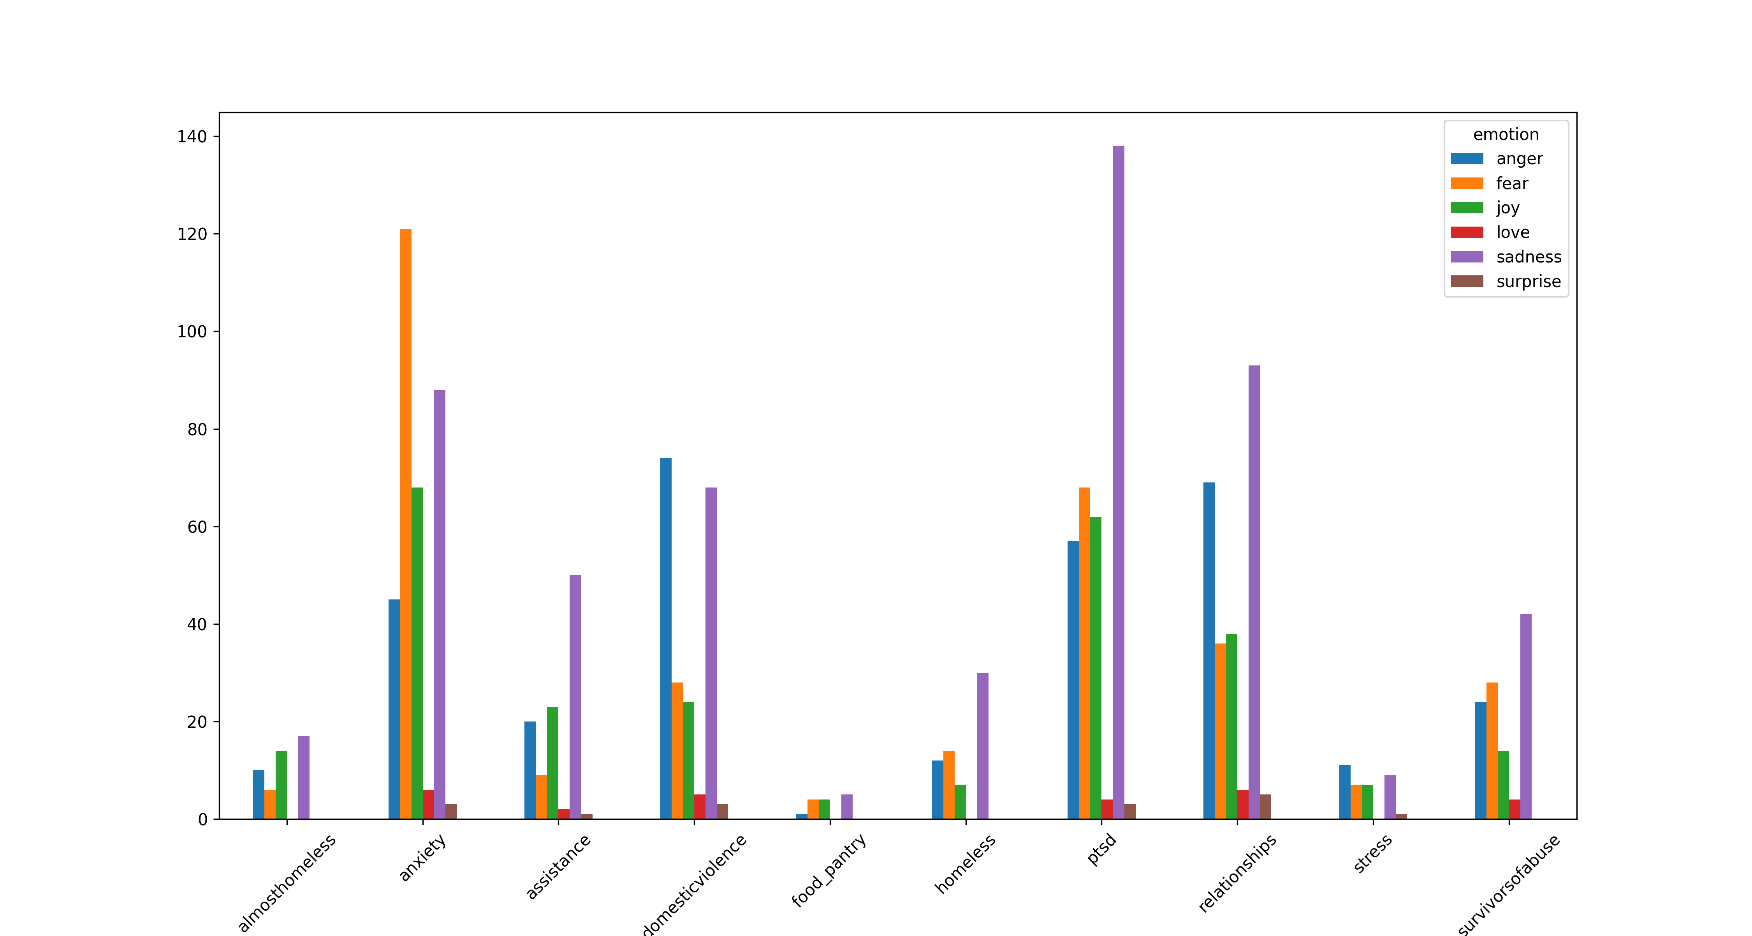 140
120
100
80
60
40
20
0
emotion
anger
fear
joy
love
sadness
surprise
almosthomeless
anxiety
assistance
domesticviolence
food_pantry
homeless
ptsd
relationships
stress
survivorsofabuse